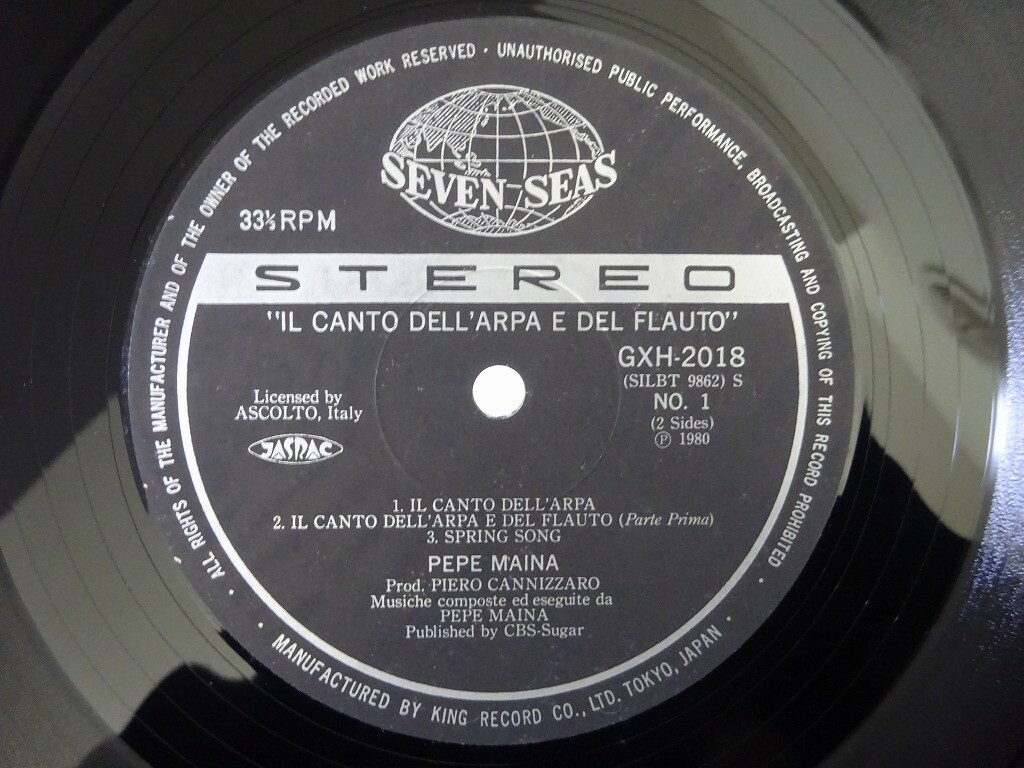 ALL RIGHTS OF THE MANUFACTURER AND OF THE OWNER OF THE RECORDED WORK RESERVED · UNAUTHORISED PUBLIC PERFORMANCE, BROADCASTING AND COPYING OF THIS RECORD PROHIBITED ·
SEVEN SEAS
33⅓ RPM
STEREO
"IL CANTO DELL'ARPA E DEL FLAUTO"
GXH-2018
(SILBT 9862) S
NO. 1
(2 Sides)
Ⓟ 1980
Licensed by
ASCOLTO, Italy
JASRAC
1. IL CANTO DELL'ARPA
2. IL CANTO DELL'ARPA E DEL FLAUTO (Parte Prima)
3. SPRING SONG
PEPE MAINA
Prod. PIERO CANNIZZARO
Musiche composte ed eseguite da
PEPE MAINA
Published by CBS-Sugar
· MANUFACTURED BY KING RECORD CO., LTD. TOKYO, JAPAN ·